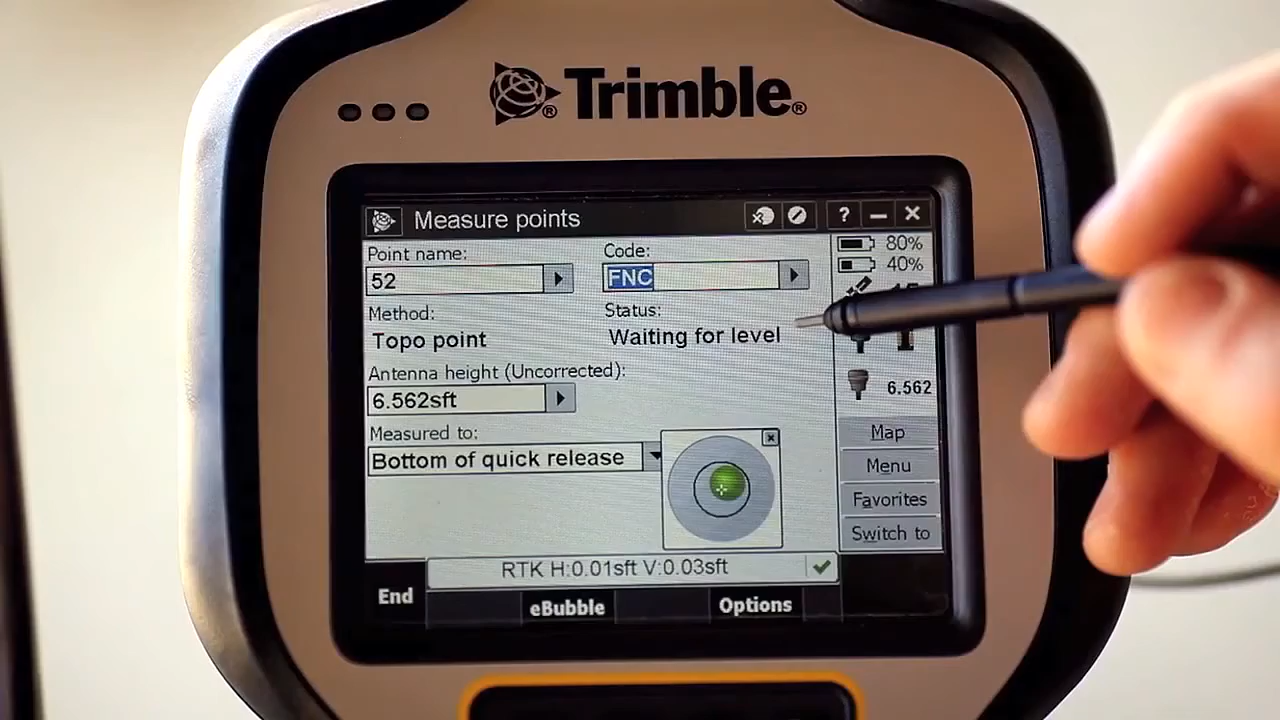 Trimble®
Measure points ? – ×
Point name: Code: 80%
52 FNC 40%
Method: Status:
Topo point Waiting for level
Antenna height (Uncorrected):
6.562sft 6.562
Measured to: Map
Bottom of quick release Menu
Favorites
Switch to
RTK H:0.01sft V:0.03sft
End eBubble Options